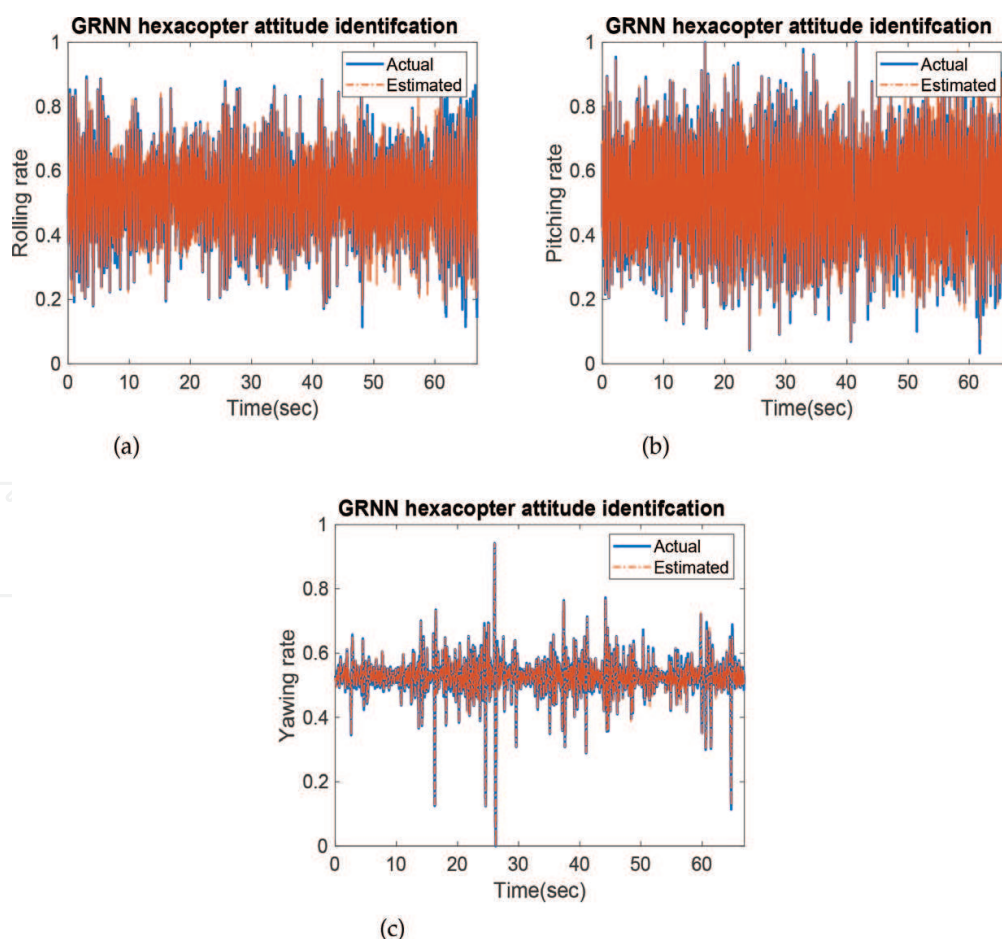 GRNN hexacopter attitude identifcation
Actual
Estimated
Rolling rate
1
0.8
0.6
0.4
0.2
0
0 10 20 30 40 50 60
Time(sec)
(a)
GRNN hexacopter attitude identifcation
Actual
Estimated
Pitching rate
1
0.8
0.6
0.4
0.2
0
0 10 20 30 40 50 60
Time(sec)
(b)
GRNN hexacopter attitude identifcation
Actual
Estimated
Yawing rate
1
0.8
0.6
0.4
0.2
0
0 10 20 30 40 50 60
Time(sec)
(c)